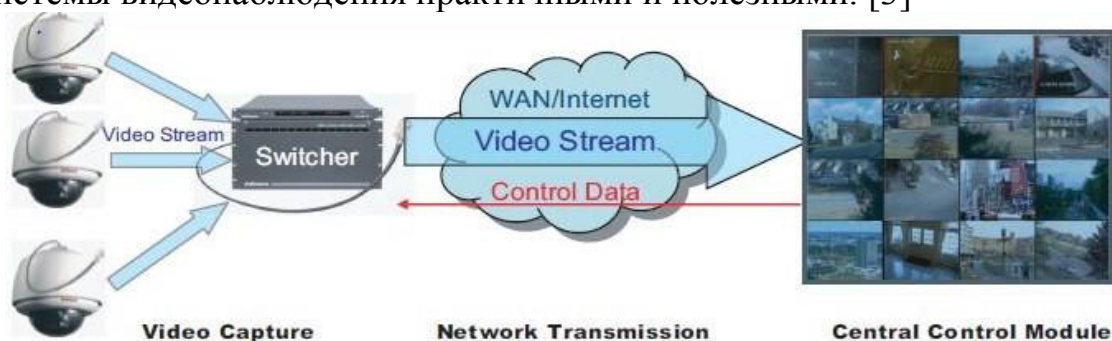 системы видеонаблюдения практичными и полезными. [5]
WAN/Internet
Video Stream
Video Stream
Switcher
Control Data
Video Capture
Network Transmission
Central Control Module